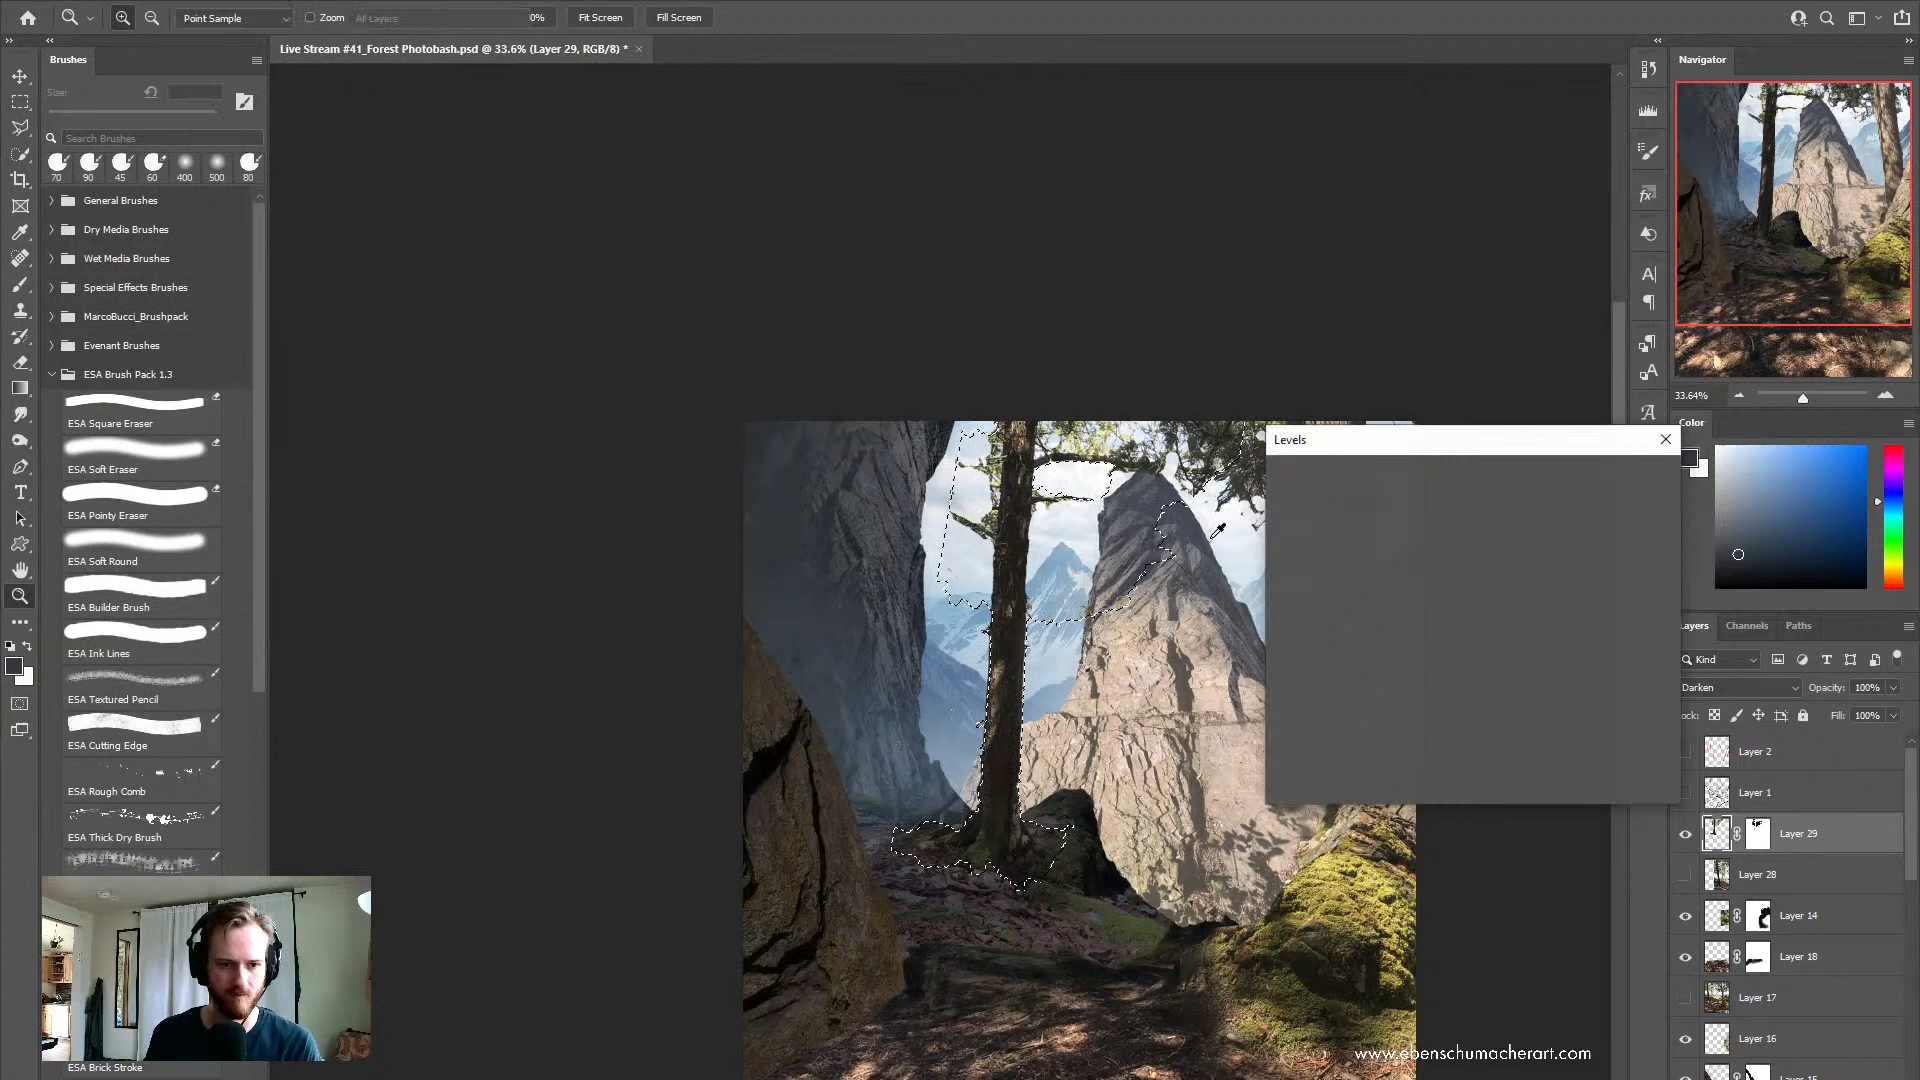 Point Sample
Zoom
All Layers
0%
Fit Screen
Fill Screen
Live Stream #41_Forest Photobash.psd @ 33.6% (Layer 29, RGB/8) *
Brushes
Size:
Search Brushes
70 90 45 60 400 500 80
General Brushes
Dry Media Brushes
Wet Media Brushes
Special Effects Brushes
MarcoBucci_Brushpack
Evenant Brushes
ESA Brush Pack 1.3
ESA Square Eraser
ESA Soft Eraser
ESA Pointy Eraser
ESA Soft Round
ESA Builder Brush
ESA Ink Lines
ESA Textured Pencil
ESA Cutting Edge
ESA Rough Comb
ESA Thick Dry Brush
ESA Brick Stroke
Levels
www.ebenschumacherart.com
Navigator
33.64%
Color
Layers
Channels
Paths
Kind
Darken
Opacity: 100%
Fill: 100%
Layer 2
Layer 1
Layer 29
Layer 28
Layer 14
Layer 18
Layer 17
Layer 16